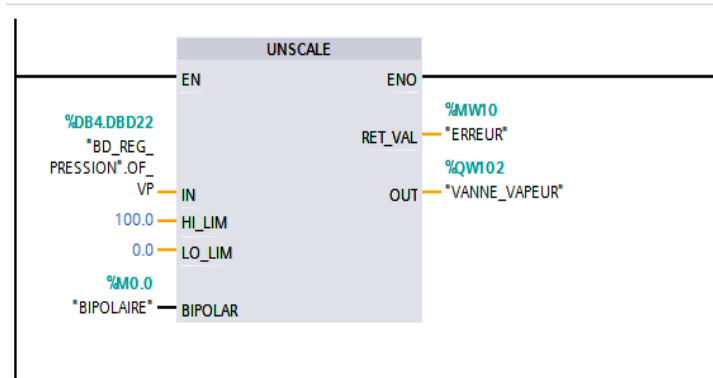 UNSCALE
EN
ENO
%DB4.DBD22
"BD_REG_
PRESSION".OF_
VP
IN
100.0
HI_LIM
0.0
LO_LIM
%M0.0
"BIPOLAIRE"
BIPOLAR
%MW10
RET_VAL
"ERREUR"
%QW102
OUT
"VANNE_VAPEUR"